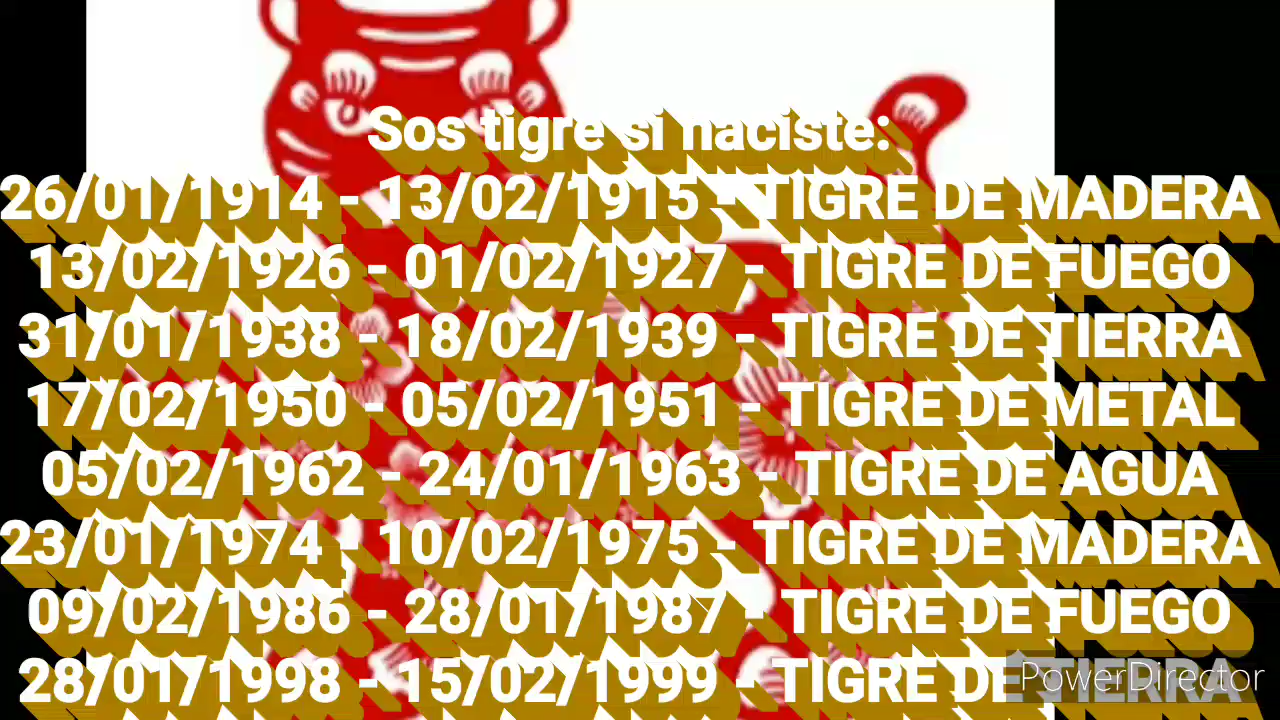 Sos tigre si naciste:
26/01/1914 - 13/02/1915 - TIGRE DE MADERA
13/02/1926 - 01/02/1927 - TIGRE DE FUEGO
31/01/1938 - 18/02/1939 - TIGRE DE TIERRA
17/02/1950 - 05/02/1951 - TIGRE DE METAL
05/02/1962 - 24/01/1963 - TIGRE DE AGUA
23/01/1974 - 10/02/1975 - TIGRE DE MADERA
09/02/1986 - 28/01/1987 - TIGRE DE FUEGO
28/01/1998 - 15/02/1999 - TIGRE DE TIERRA
PowerDirector